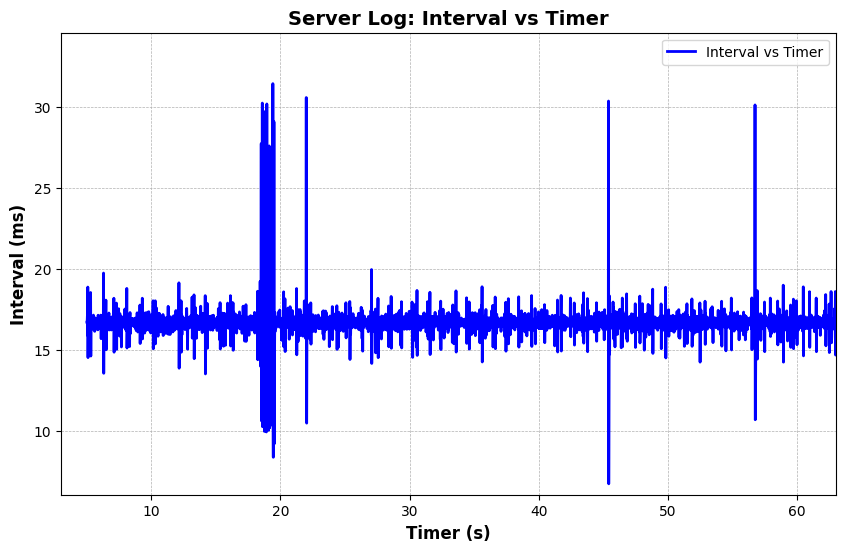 Server Log: Interval vs Timer
Interval vs Timer
30
25
20
15
10
Interval (ms)
10 20 30 40 50 60
Timer (s)